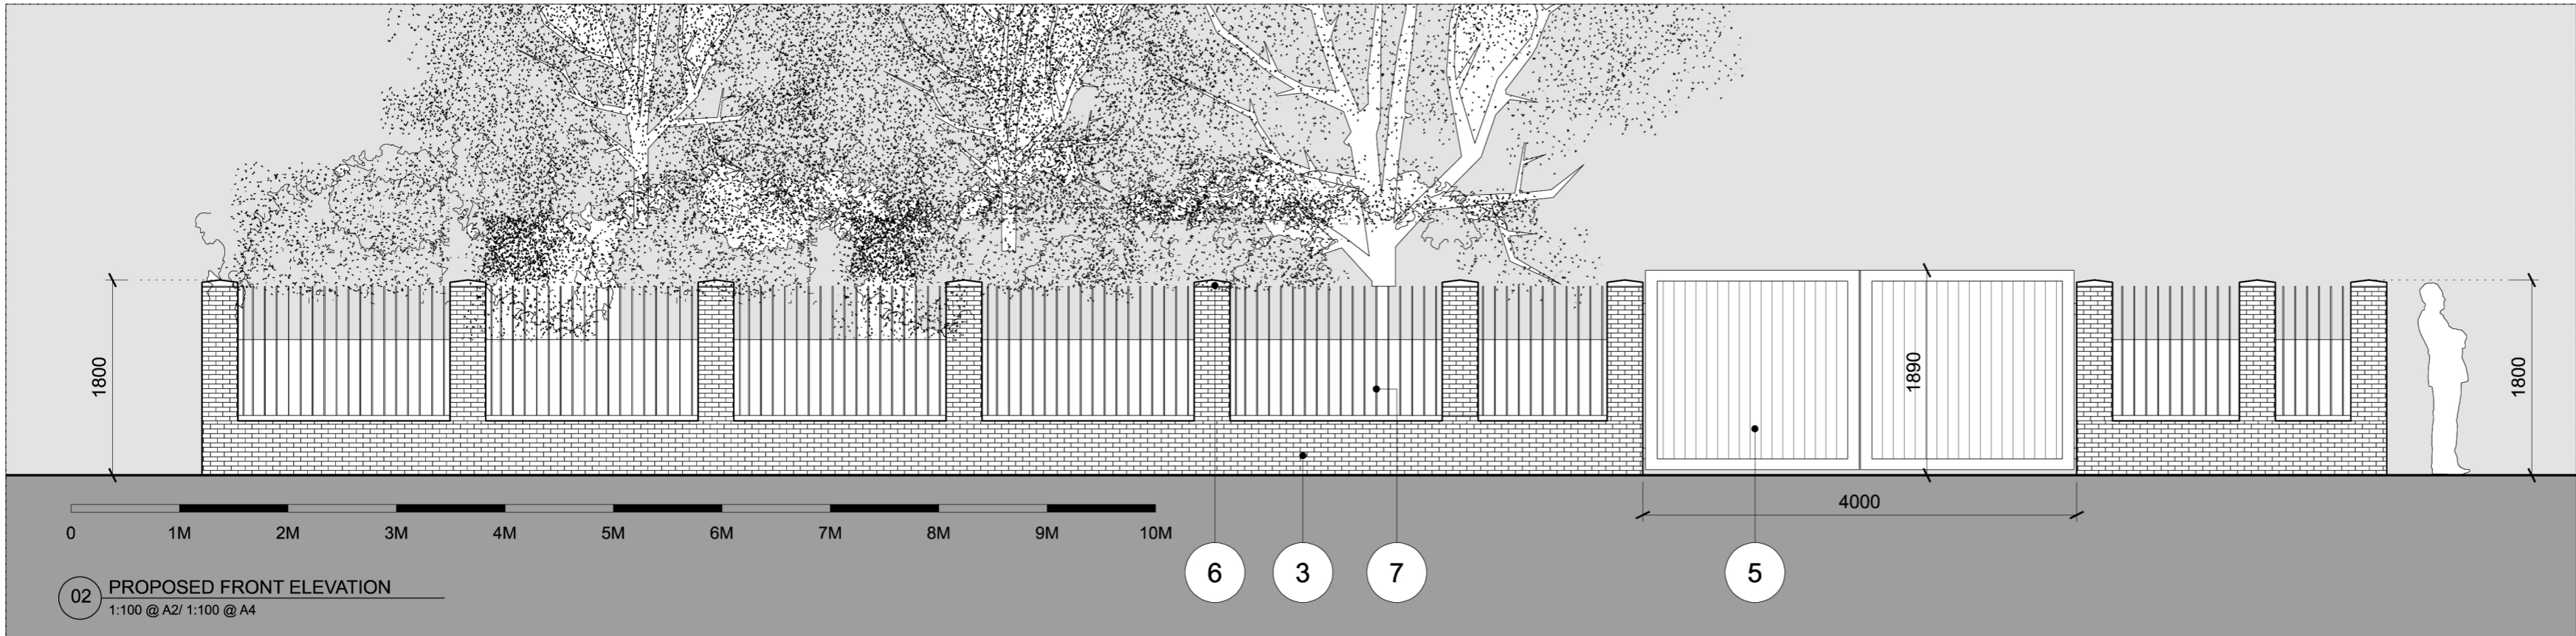 1800
1890
1800
4000
0 1M 2M 3M 4M 5M 6M 7M 8M 9M 10M
6 3 7 5
02 PROPOSED FRONT ELEVATION
1:100 @ A2/ 1:100 @ A4